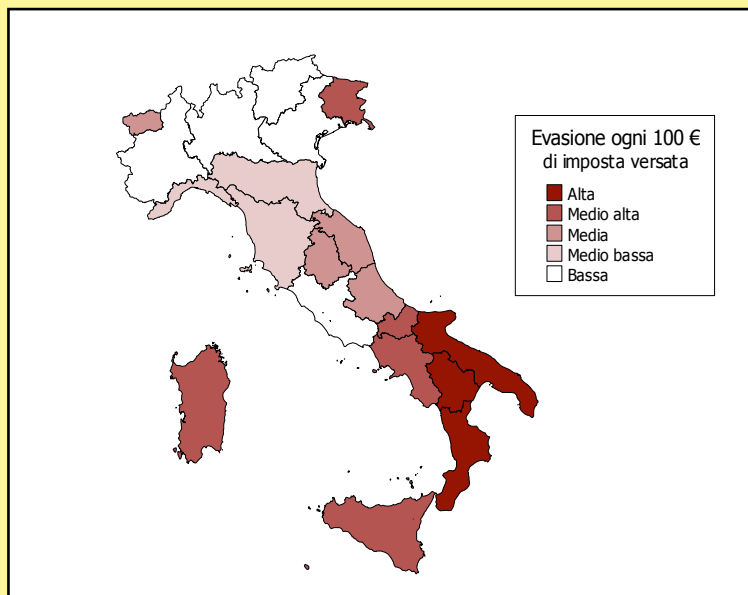 Evasione ogni 100 €
di imposta versata
Alta
Medio alta
Media
Medio bassa
Bassa